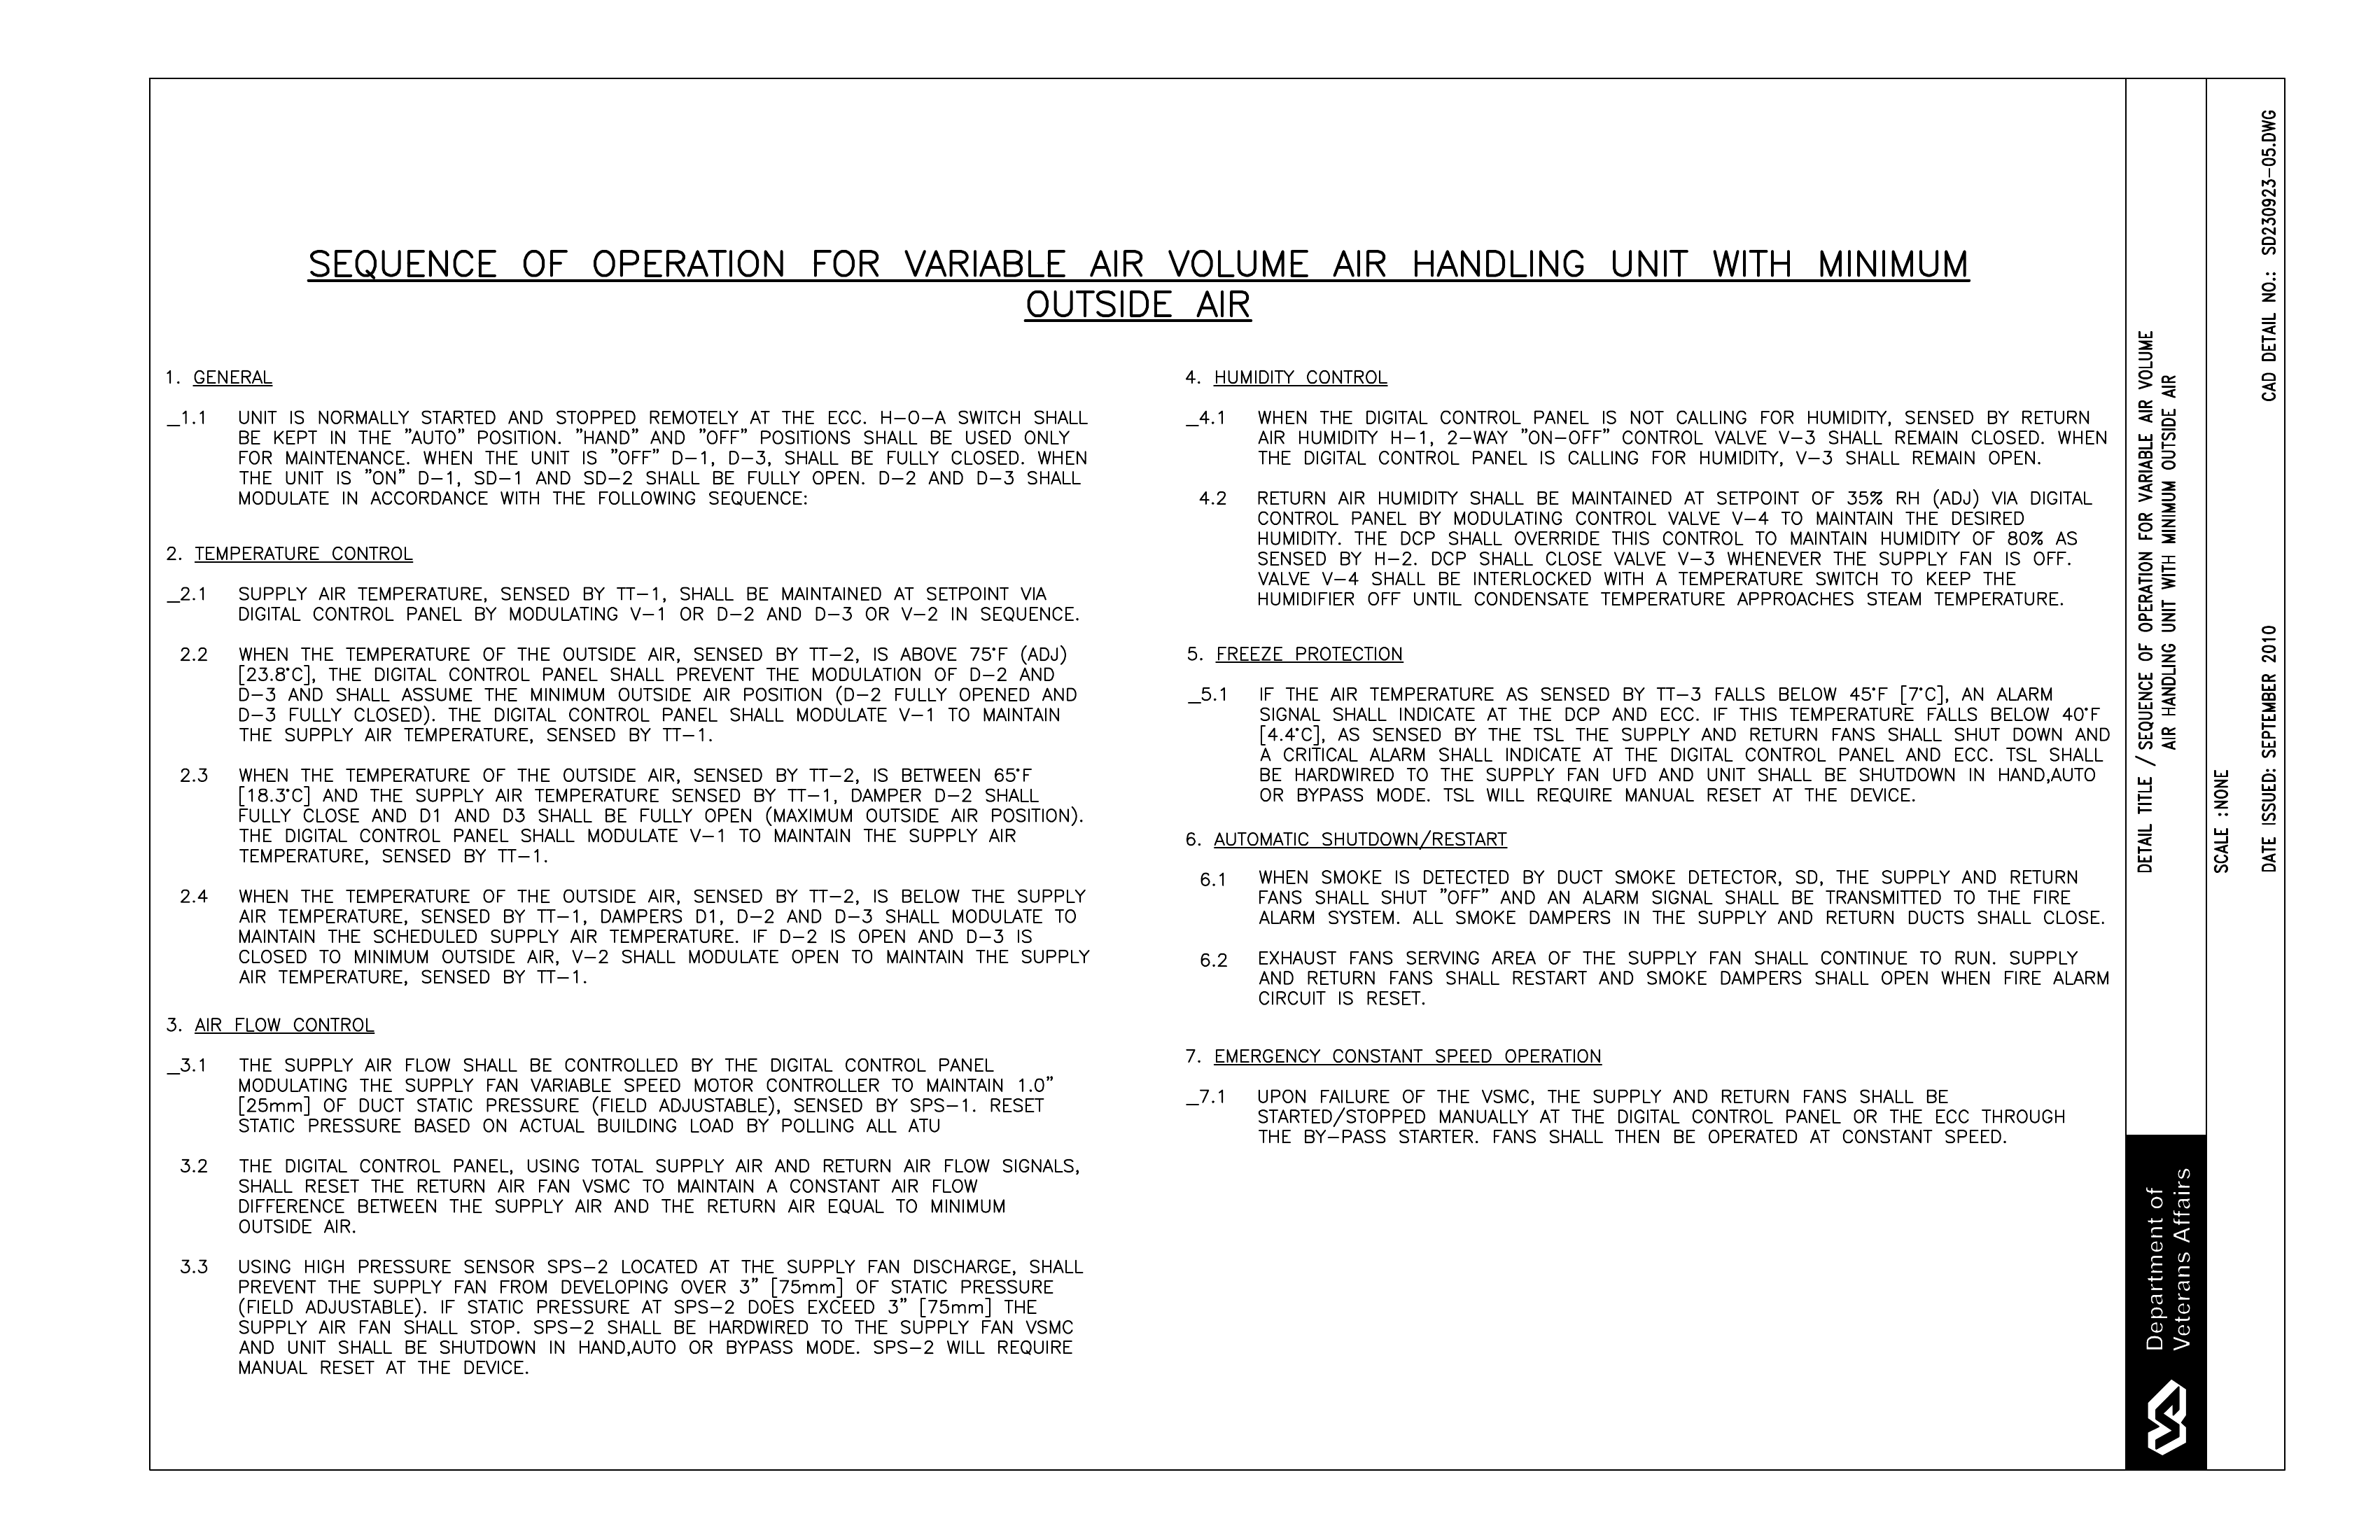 SEQUENCE OF OPERATION FOR VARIABLE AIR VOLUME AIR HANDLING UNIT WITH MINIMUM
OUTSIDE AIR
1. GENERAL
_1.1 UNIT IS NORMALLY STARTED AND STOPPED REMOTELY AT THE ECC. H-O-A SWITCH SHALL
BE KEPT IN THE "AUTO" POSITION. "HAND" AND "OFF" POSITIONS SHALL BE USED ONLY
FOR MAINTENANCE. WHEN THE UNIT IS "OFF" D-1, D-3, SHALL BE FULLY CLOSED. WHEN
THE UNIT IS "ON" D-1, SD-1 AND SD-2 SHALL BE FULLY OPEN. D-2 AND D-3 SHALL
MODULATE IN ACCORDANCE WITH THE FOLLOWING SEQUENCE:
2. TEMPERATURE CONTROL
_2.1 SUPPLY AIR TEMPERATURE, SENSED BY TT-1, SHALL BE MAINTAINED AT SETPOINT VIA
DIGITAL CONTROL PANEL BY MODULATING V-1 OR D-2 AND D-3 OR V-2 IN SEQUENCE.
2.2 WHEN THE TEMPERATURE OF THE OUTSIDE AIR, SENSED BY TT-2, IS ABOVE 75°F (ADJ)
[23.8°C], THE DIGITAL CONTROL PANEL SHALL PREVENT THE MODULATION OF D-2 AND
D-3 AND SHALL ASSUME THE MINIMUM OUTSIDE AIR POSITION (D-2 FULLY OPENED AND
D-3 FULLY CLOSED). THE DIGITAL CONTROL PANEL SHALL MODULATE V-1 TO MAINTAIN
THE SUPPLY AIR TEMPERATURE, SENSED BY TT-1.
2.3 WHEN THE TEMPERATURE OF THE OUTSIDE AIR, SENSED BY TT-2, IS BETWEEN 65°F
[18.3°C] AND THE SUPPLY AIR TEMPERATURE SENSED BY TT-1, DAMPER D-2 SHALL
FULLY CLOSE AND D1 AND D3 SHALL BE FULLY OPEN (MAXIMUM OUTSIDE AIR POSITION).
THE DIGITAL CONTROL PANEL SHALL MODULATE V-1 TO MAINTAIN THE SUPPLY AIR
TEMPERATURE, SENSED BY TT-1.
2.4 WHEN THE TEMPERATURE OF THE OUTSIDE AIR, SENSED BY TT-2, IS BELOW THE SUPPLY
AIR TEMPERATURE, SENSED BY TT-1, DAMPERS D1, D-2 AND D-3 SHALL MODULATE TO
MAINTAIN THE SCHEDULED SUPPLY AIR TEMPERATURE. IF D-2 IS OPEN AND D-3 IS
CLOSED TO MINIMUM OUTSIDE AIR, V-2 SHALL MODULATE OPEN TO MAINTAIN THE SUPPLY
AIR TEMPERATURE, SENSED BY TT-1.
3. AIR FLOW CONTROL
_3.1 THE SUPPLY AIR FLOW SHALL BE CONTROLLED BY THE DIGITAL CONTROL PANEL
MODULATING THE SUPPLY FAN VARIABLE SPEED MOTOR CONTROLLER TO MAINTAIN 1.0"
[25mm] OF DUCT STATIC PRESSURE (FIELD ADJUSTABLE), SENSED BY SPS-1. RESET
STATIC PRESSURE BASED ON ACTUAL BUILDING LOAD BY POLLING ALL ATU
3.2 THE DIGITAL CONTROL PANEL, USING TOTAL SUPPLY AIR AND RETURN AIR FLOW SIGNALS,
SHALL RESET THE RETURN AIR FAN VSMC TO MAINTAIN A CONSTANT AIR FLOW
DIFFERENCE BETWEEN THE SUPPLY AIR AND THE RETURN AIR EQUAL TO MINIMUM
OUTSIDE AIR.
3.3 USING HIGH PRESSURE SENSOR SPS-2 LOCATED AT THE SUPPLY FAN DISCHARGE, SHALL
PREVENT THE SUPPLY FAN FROM DEVELOPING OVER 3" [75mm] OF STATIC PRESSURE
(FIELD ADJUSTABLE). IF STATIC PRESSURE AT SPS-2 DOES EXCEED 3" [75mm] THE
SUPPLY AIR FAN SHALL STOP. SPS-2 SHALL BE HARDWIRED TO THE SUPPLY FAN VSMC
AND UNIT SHALL BE SHUTDOWN IN HAND,AUTO OR BYPASS MODE. SPS-2 WILL REQUIRE
MANUAL RESET AT THE DEVICE.
4. HUMIDITY CONTROL
_4.1 WHEN THE DIGITAL CONTROL PANEL IS NOT CALLING FOR HUMIDITY, SENSED BY RETURN
AIR HUMIDITY H-1, 2-WAY "ON-OFF" CONTROL VALVE V-3 SHALL REMAIN CLOSED. WHEN
THE DIGITAL CONTROL PANEL IS CALLING FOR HUMIDITY, V-3 SHALL REMAIN OPEN.
4.2 RETURN AIR HUMIDITY SHALL BE MAINTAINED AT SETPOINT OF 35% RH (ADJ) VIA DIGITAL
CONTROL PANEL BY MODULATING CONTROL VALVE V-4 TO MAINTAIN THE DESIRED
HUMIDITY. THE DCP SHALL OVERRIDE THIS CONTROL TO MAINTAIN HUMIDITY OF 80% AS
SENSED BY H-2. DCP SHALL CLOSE VALVE V-3 WHENEVER THE SUPPLY FAN IS OFF.
VALVE V-4 SHALL BE INTERLOCKED WITH A TEMPERATURE SWITCH TO KEEP THE
HUMIDIFIER OFF UNTIL CONDENSATE TEMPERATURE APPROACHES STEAM TEMPERATURE.
5. FREEZE PROTECTION
_5.1 IF THE AIR TEMPERATURE AS SENSED BY TT-3 FALLS BELOW 45°F [7°C], AN ALARM
SIGNAL SHALL INDICATE AT THE DCP AND ECC. IF THIS TEMPERATURE FALLS BELOW 40°F
[4.4°C], AS SENSED BY THE TSL THE SUPPLY AND RETURN FANS SHALL SHUT DOWN AND
A CRITICAL ALARM SHALL INDICATE AT THE DIGITAL CONTROL PANEL AND ECC. TSL SHALL
BE HARDWIRED TO THE SUPPLY FAN UFD AND UNIT SHALL BE SHUTDOWN IN HAND,AUTO
OR BYPASS MODE. TSL WILL REQUIRE MANUAL RESET AT THE DEVICE.
6. AUTOMATIC SHUTDOWN/RESTART
6.1 WHEN SMOKE IS DETECTED BY DUCT SMOKE DETECTOR, SD, THE SUPPLY AND RETURN
FANS SHALL SHUT "OFF" AND AN ALARM SIGNAL SHALL BE TRANSMITTED TO THE FIRE
ALARM SYSTEM. ALL SMOKE DAMPERS IN THE SUPPLY AND RETURN DUCTS SHALL CLOSE.
6.2 EXHAUST FANS SERVING AREA OF THE SUPPLY FAN SHALL CONTINUE TO RUN. SUPPLY
AND RETURN FANS SHALL RESTART AND SMOKE DAMPERS SHALL OPEN WHEN FIRE ALARM
CIRCUIT IS RESET.
7. EMERGENCY CONSTANT SPEED OPERATION
_7.1 UPON FAILURE OF THE VSMC, THE SUPPLY AND RETURN FANS SHALL BE
STARTED/STOPPED MANUALLY AT THE DIGITAL CONTROL PANEL OR THE ECC THROUGH
THE BY-PASS STARTER. FANS SHALL THEN BE OPERATED AT CONSTANT SPEED.
DETAIL TITLE / SEQUENCE OF OPERATION FOR VARIABLE AIR VOLUME
AIR HANDLING UNIT WITH MINIMUM OUTSIDE AIR
SCALE :NONE
DATE ISSUED: SEPTEMBER 2010
CAD DETAIL NO.: SD230923-05.DWG
Department of
Veterans Affairs